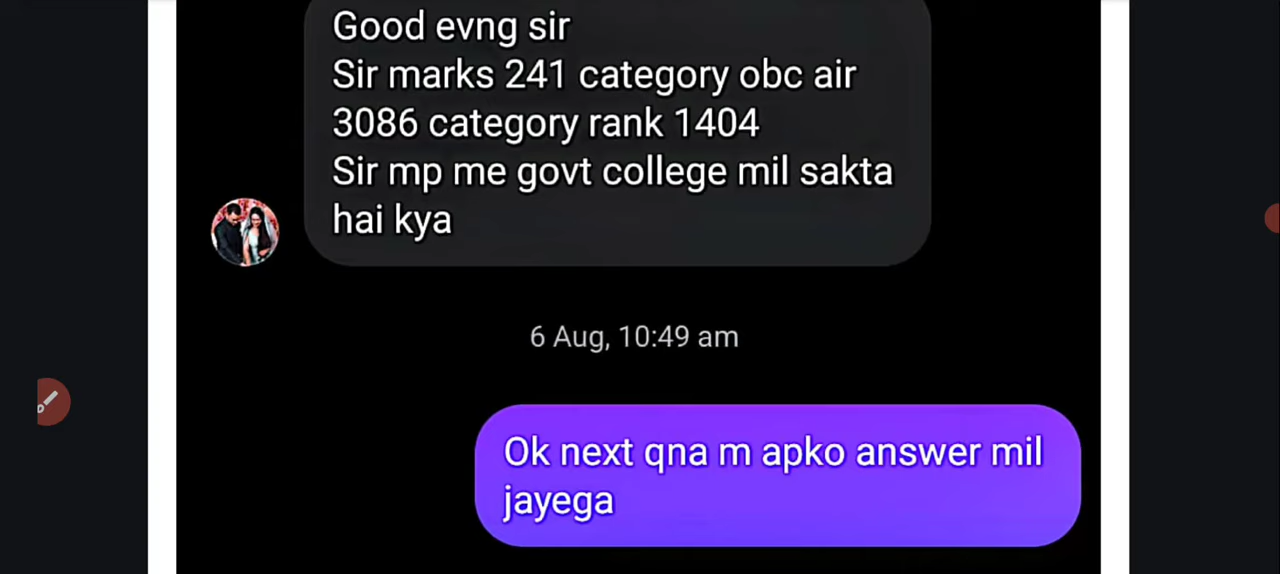 Good evng sir
Sir marks 241 category obc air
3086 category rank 1404
Sir mp me govt college mil sakta
hai kya
6 Aug, 10:49 am
Ok next qna m apko answer mil
jayega